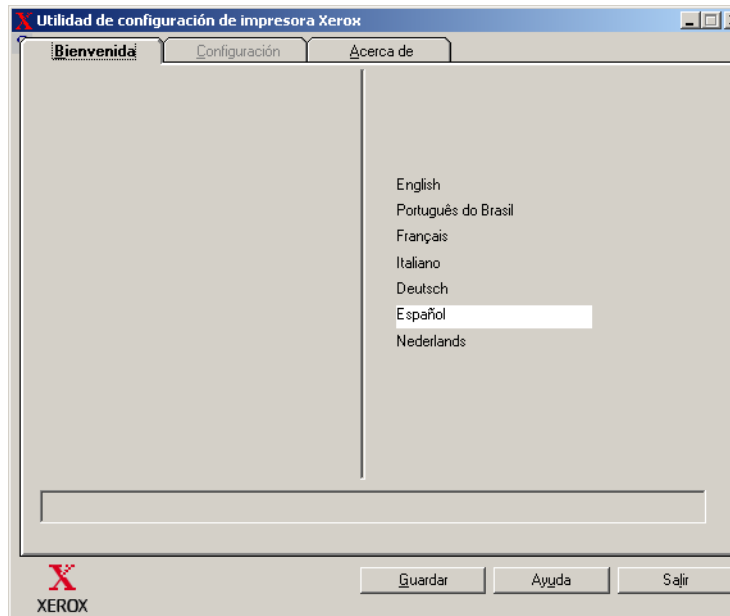 Utilidad de configuración de impresora Xerox
Bienvenida Configuración Acerca de
English
Português do Brasil
Français
Italiano
Deutsch
Español
Nederlands
Guardar Ayuda Salir
X
XEROX